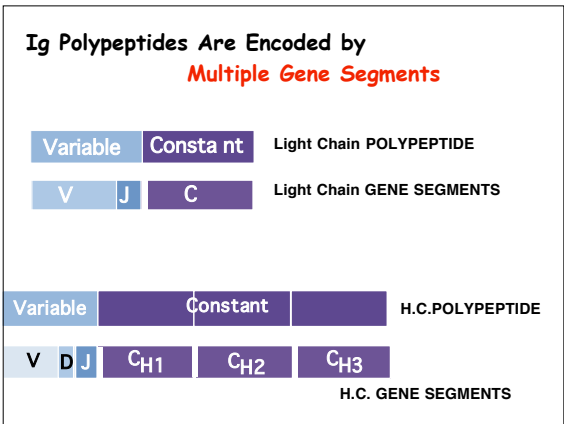 Ig Polypeptides Are Encoded by
Multiple Gene Segments
Variable Consta nt Light Chain POLYPEPTIDE
V J C Light Chain GENE SEGMENTS
Variable Constant H.C.POLYPEPTIDE
V D J CH1 CH2 CH3
H.C. GENE SEGMENTS